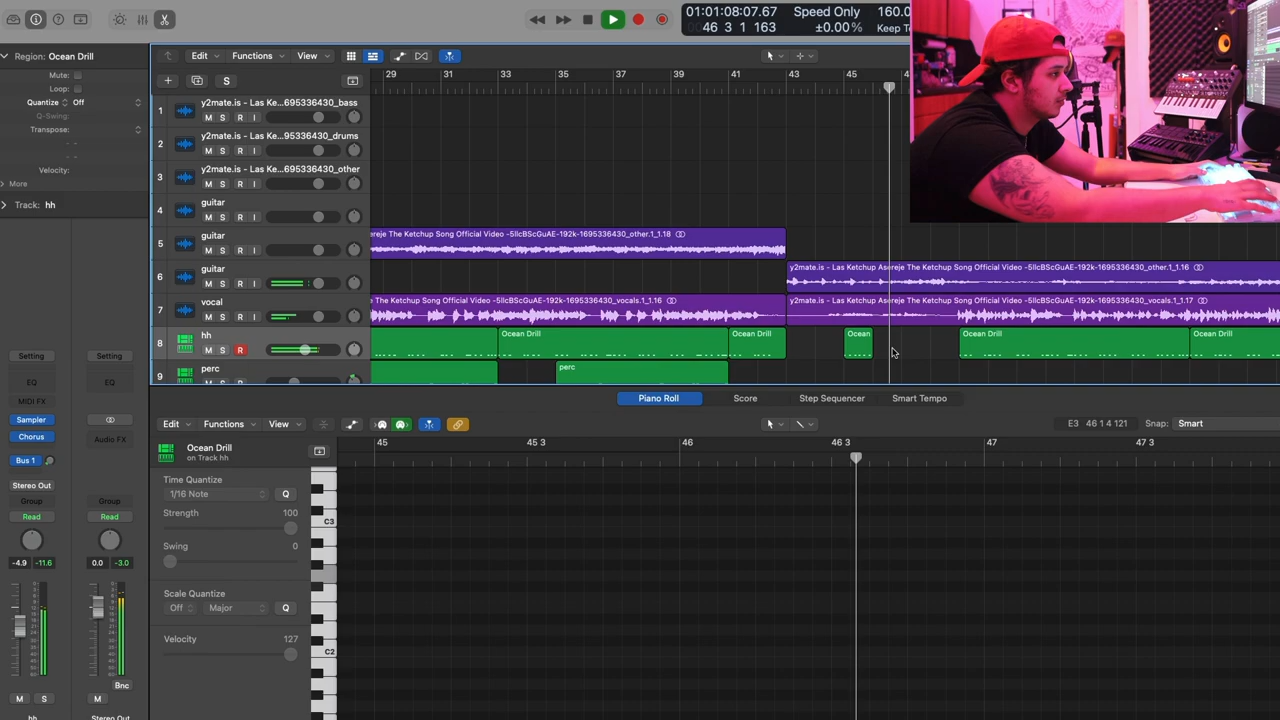 01:01:08:07.67 Speed Only 160.0
46 3 1 163 ±0.00% Keep Te
Region: Ocean Drill
Mute:
Loop:
Quantize Off
Q-Swing:
Transpose:
Velocity:
More
Track: hh
Edit Functions View
S
29 31 33 35 37 39 41 43 45 4
1 y2mate.is - Las Ke...695336430_bass
M S R I
2 y2mate.is - Las Ke...95336430_drums
M S R I
3 y2mate.is - Las Ke...695336430_other
M S R I
4 guitar
M S R I
5 guitar
M S R I
ereje The Ketchup Song Official Video -5IIcBScGuAE-192k-1695336430_other.1_1.18
6 guitar
M S R I
y2mate.is - Las Ketchup Asereje The Ketchup Song Official Video -5IIcBScGuAE-192k-1695336430_other.1_1.16
7 vocal
M S R I
e The Ketchup Song Official Video -5IIcBScGuAE-192k-1695336430_vocals.1_1.16
y2mate.is - Las Ketchup Asereje The Ketchup Song Official Video -5IIcBScGuAE-192k-1695336430_vocals.1_1.17
8 hh
M S R
Ocean Drill Ocean Drill Ocean Ocean Drill Ocean Drill
9 perc
perc
Piano Roll Score Step Sequencer Smart Tempo
Edit Functions View
E3 46 1 4 121 Snap: Smart
45 45 3 46 46 3 47 47 3
Ocean Drill
on Track hh
Time Quantize
1/16 Note Q
Strength 100
Swing 0
Scale Quantize
Off Major Q
Velocity 127
C3
C2
Setting Setting
EQ EQ
MIDI FX
Sampler
Chorus Audio FX
Bus 1
Stereo Out
Group Group
Read Read
-4.9 -11.6 0.0 -3.0
Bnc
M S M
hh Stereo Out